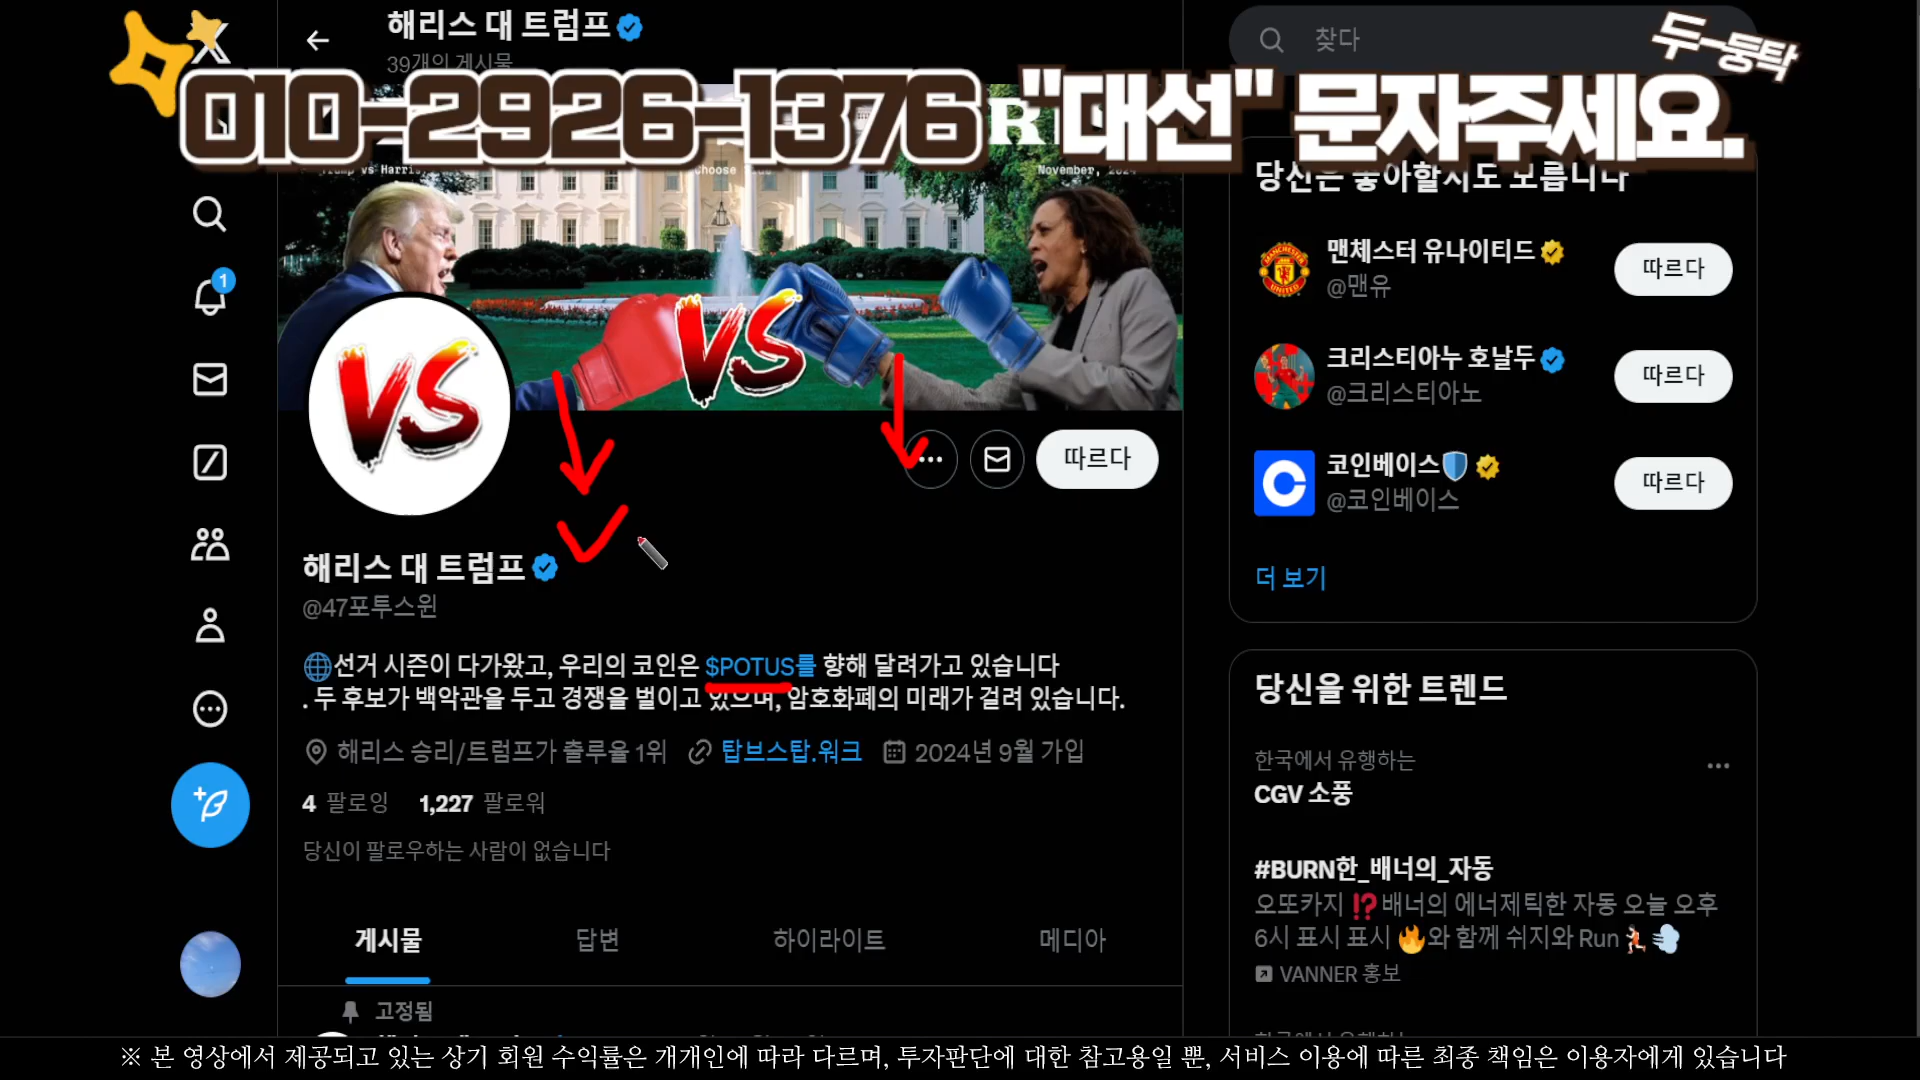 해리스 대 트럼프
39개인 게시물
찾다
두-둥탁
010-2926-1376 "대선" 문자주세요.
Choose
November, 2024
당신은 좋아할지도 모릅니다
1
맨체스터 유나이티드
@맨유
따르다
VS
VS
크리스티아누 호날두
@크리스티아노
따르다
따르다
코인베이스
@코인베이스
따르다
더 보기
해리스 대 트럼프
@47포투스윈
선거 시즌이 다가왔고, 우리의 코인은 $POTUS를 향해 달려가고 있습니다
. 두 후보가 백악관을 두고 경쟁을 벌이고 있으며, 암호화폐의 미래가 걸려 있습니다.
해리스 승리/트럼프가 출루율 1위 탑브스탑.워크 2024년 9월 가입
4 팔로잉 1,227 팔로워
당신이 팔로우하는 사람이 없습니다
게시물 답변 하이라이트 메디아
고정됨
당신을 위한 트렌드
한국에서 유행하는
CGV 소풍
#BURN한_배너의_자동
오또카지 ⁉️배너의 에너제틱한 자동 오늘 오후
6시 표시 표시 🔥와 함께 쉬지와 Run🏃💨
VANNER 홍보
※ 본 영상에서 제공되고 있는 상기 회원 수익률은 개개인에 따라 다르며, 투자판단에 대한 참고용일 뿐, 서비스 이용에 따른 최종 책임은 이용자에게 있습니다